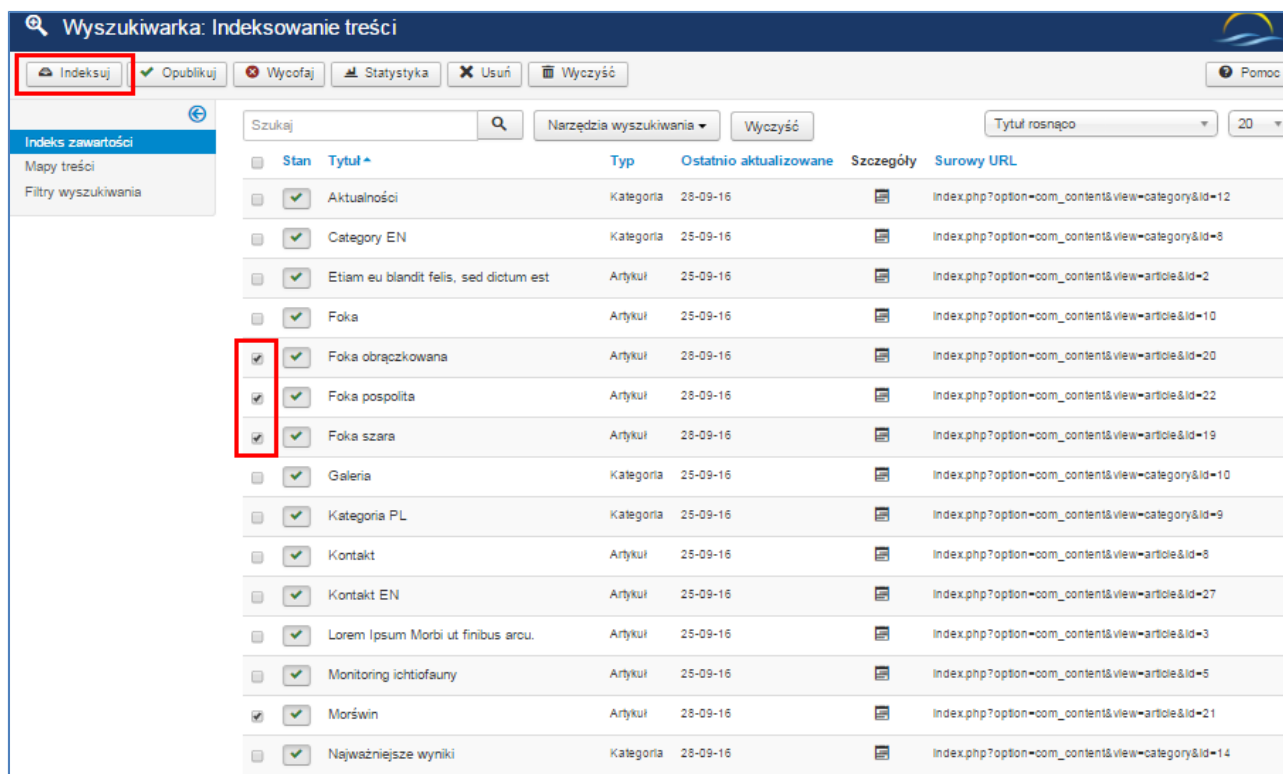 Wyszukiwarka: Indeksowanie treści
Indeksuj Opublikuj Wycofaj Statystyka Usuń Wyczyść Pomoc
Szukaj Narzędzia wyszukiwania Wyczyść Tytuł rosnąco 20
Indeks zawartości
Mapy treści
Filtry wyszukiwania
Stan Tytuł Typ Ostatnio aktualizowane Szczegóły Surowy URL
Aktualności Kategoria 28-09-16 index.php?option=com_content&view=category&id=12
Category EN Kategoria 25-09-16 index.php?option=com_content&view=category&id=8
Etiam eu blandit felis, sed dictum est Artykuł 25-09-16 index.php?option=com_content&view=article&id=2
Foka Artykuł 25-09-16 index.php?option=com_content&view=article&id=10
Foka obrączkowana Artykuł 28-09-16 index.php?option=com_content&view=article&id=20
Foka pospolita Artykuł 28-09-16 index.php?option=com_content&view=article&id=22
Foka szara Artykuł 28-09-16 index.php?option=com_content&view=article&id=19
Galeria Kategoria 25-09-16 index.php?option=com_content&view=category&id=10
Kategoria PL Kategoria 25-09-16 index.php?option=com_content&view=category&id=9
Kontakt Artykuł 25-09-16 index.php?option=com_content&view=article&id=8
Kontakt EN Artykuł 25-09-16 index.php?option=com_content&view=article&id=27
Lorem Ipsum Morbi ut finibus arcu. Artykuł 25-09-16 index.php?option=com_content&view=article&id=3
Monitoring ichtiofauny Artykuł 25-09-16 index.php?option=com_content&view=article&id=5
Morświn Artykuł 28-09-16 index.php?option=com_content&view=article&id=21
Najważniejsze wyniki Kategoria 28-09-16 index.php?option=com_content&view=category&id=14